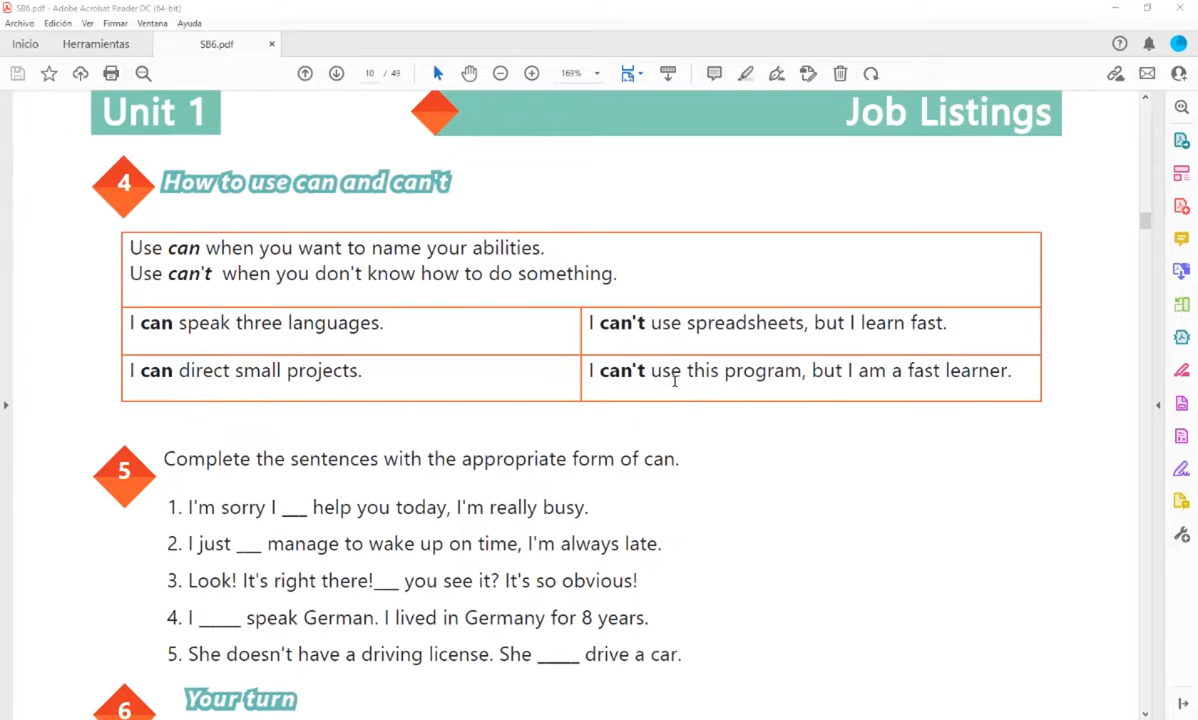 SB6.pdf - Adobe Acrobat Reader DC (64-bit)
Archivo Edición Ver Firmar Ventana Ayuda
Inicio Herramientas SB6.pdf ×
10 / 49 169%
Unit 1 Job Listings
4 How to use can and can't
Use can when you want to name your abilities.
Use can't when you don't know how to do something.
I can speak three languages. I can't use spreadsheets, but I learn fast.
I can direct small projects. I can't use this program, but I am a fast learner.
5 Complete the sentences with the appropriate form of can.
1. I'm sorry I ___ help you today, I'm really busy.
2. I just ___ manage to wake up on time, I'm always late.
3. Look! It's right there!___ you see it? It's so obvious!
4. I _____ speak German. I lived in Germany for 8 years.
5. She doesn't have a driving license. She _____ drive a car.
6 Your turn